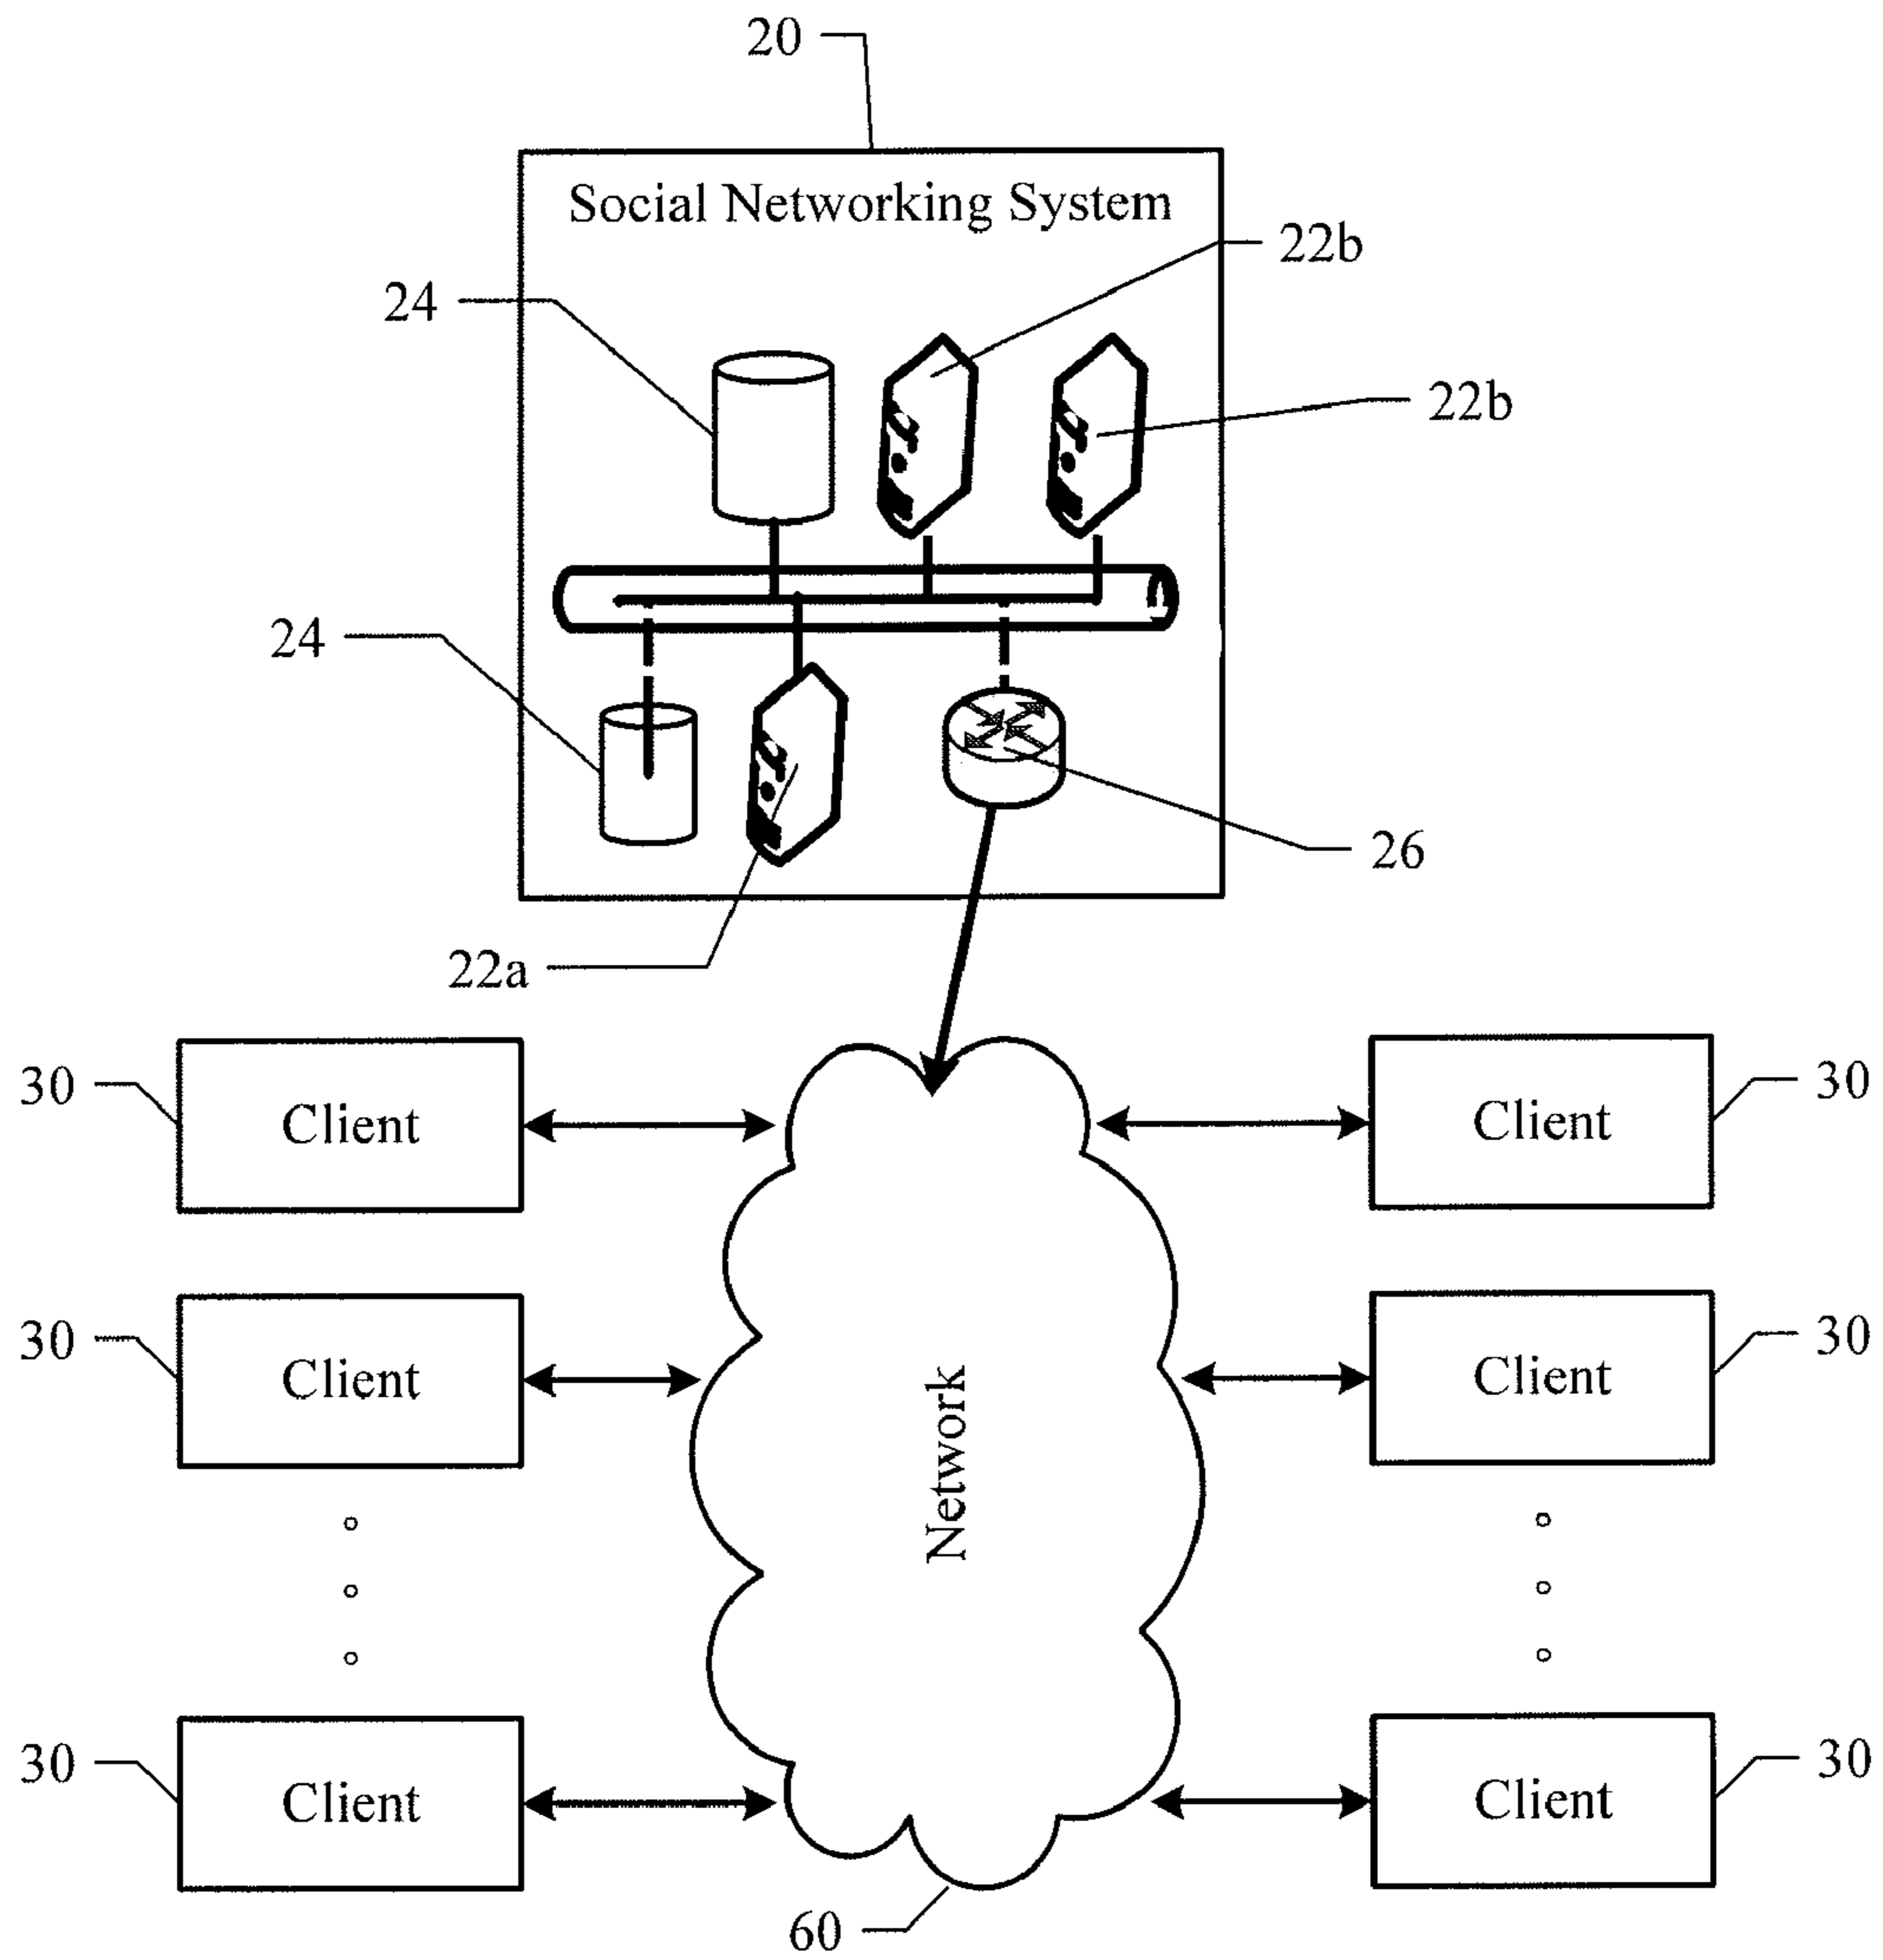 20
Social Networking System
22b
24
22b
24
26
22a
30
Client
Client
30
30
Client
Client
30
Network
30
Client
Client
30
60